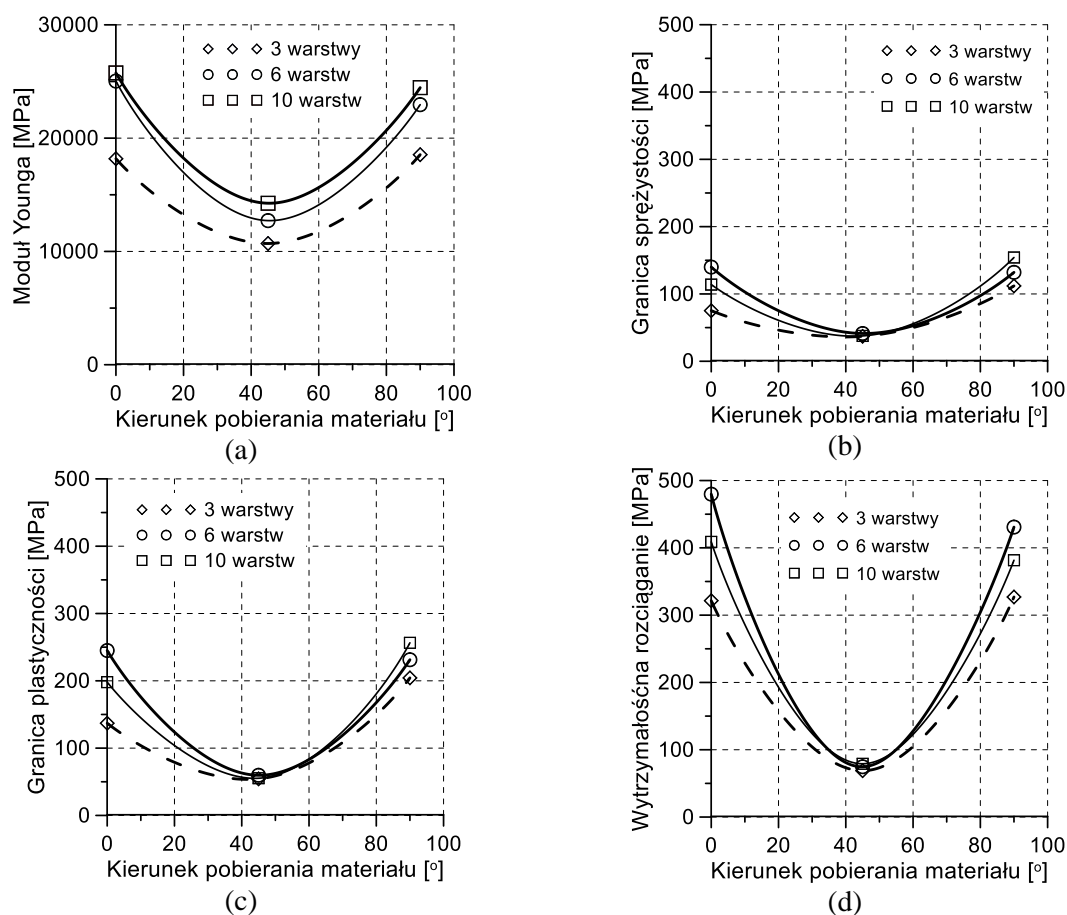 30000
20000
10000
0
Moduł Younga [MPa]
3 warstwy
6 warstw
10 warstw
0 20 40 60 80 100
Kierunek pobierania materiału [o]
(a)
500
400
300
200
100
0
Granica sprężystości [MPa]
3 warstwy
6 warstw
10 warstw
0 20 40 60 80 100
Kierunek pobierania materiału [o]
(b)
500
400
300
200
100
0
Granica plastyczności [MPa]
3 warstwy
6 warstw
10 warstw
0 20 40 60 80 100
Kierunek pobierania materiału [o]
(c)
500
400
300
200
100
0
Wytrzymałośćna rozciąganie [MPa]
3 warstwy
6 warstw
10 warstw
0 20 40 60 80 100
Kierunek pobierania materiału [o]
(d)